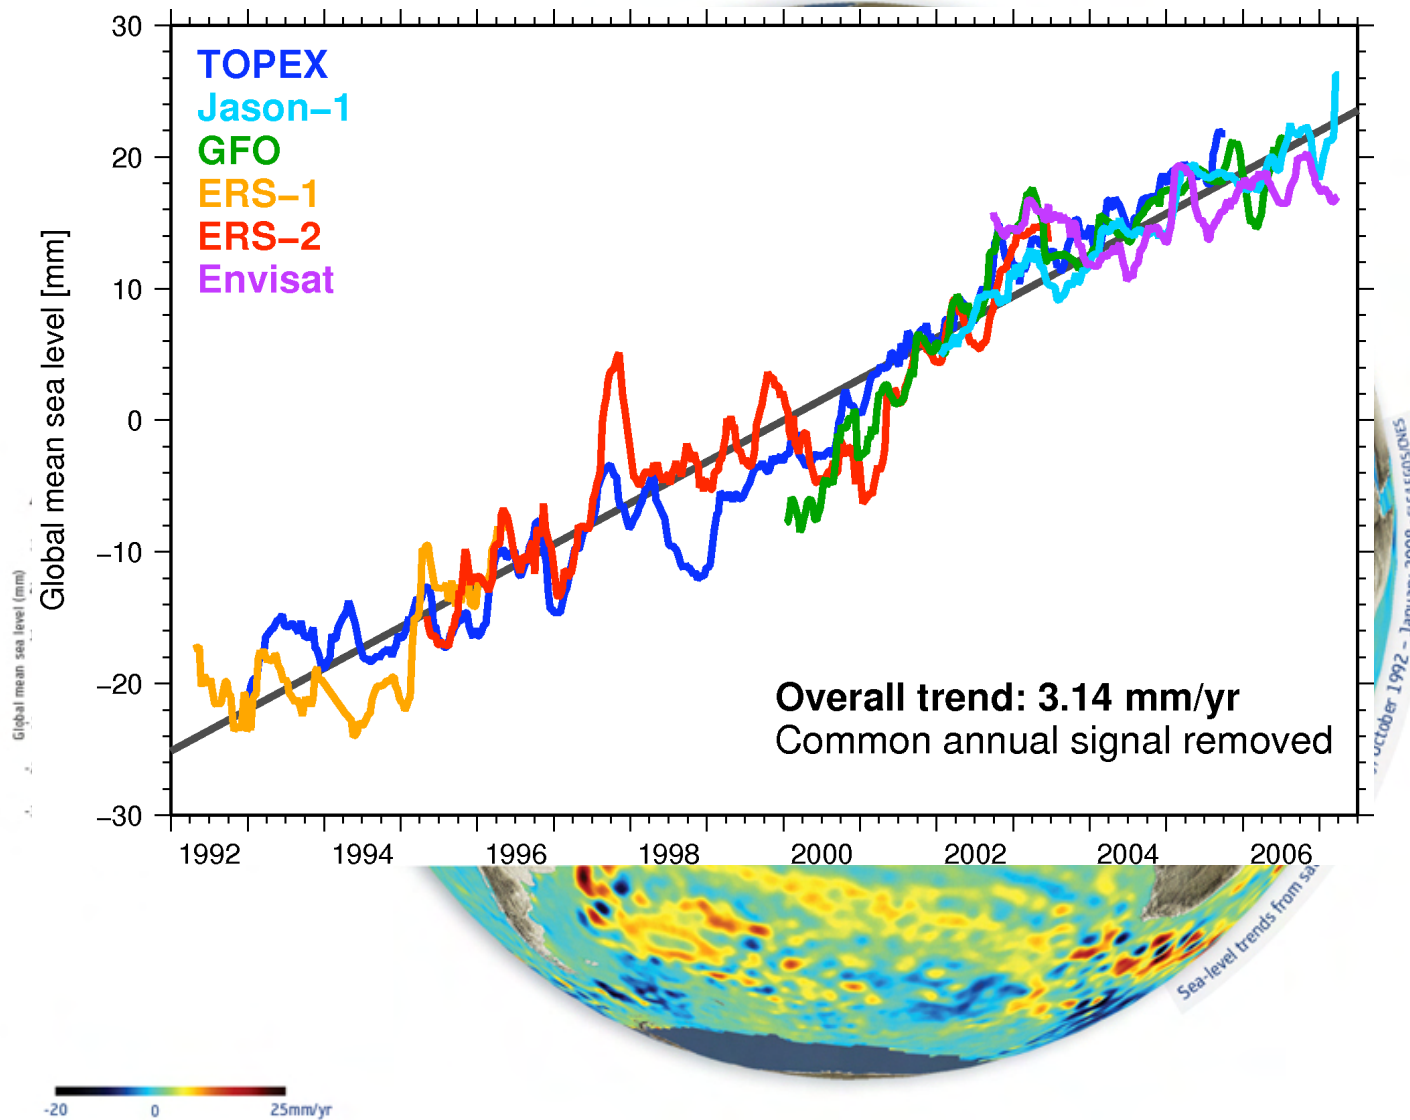 30
20
10
0
−10
−20
−30
Global mean sea level [mm]
TOPEX
Jason−1
GFO
ERS−1
ERS−2
Envisat
Overall trend: 3.14 mm/yr
Common annual signal removed
1992 1994 1996 1998 2000 2002 2004 2006
Global mean sea level (mm)
October 1992 – January 2008
Sea-level trends from
-20 0 25mm/yr